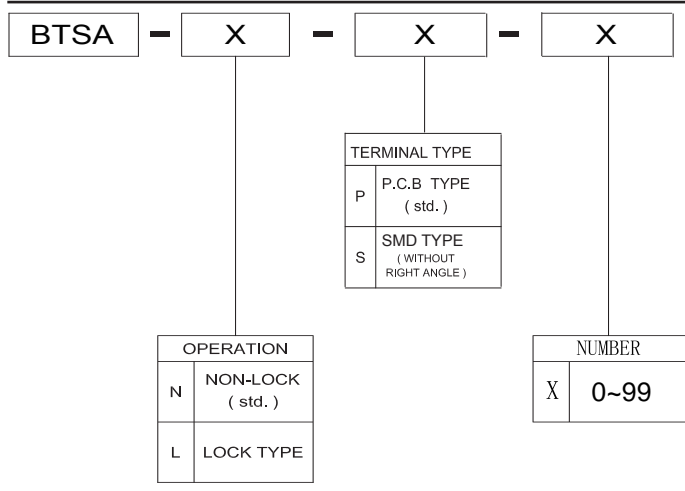 BTSA - X - X - X
TERMINAL TYPE
P P.C.B TYPE
( std. )
S SMD TYPE
( WITHOUT
RIGHT ANGLE )
OPERATION
N NON-LOCK
( std. )
L LOCK TYPE
NUMBER
X 0~99